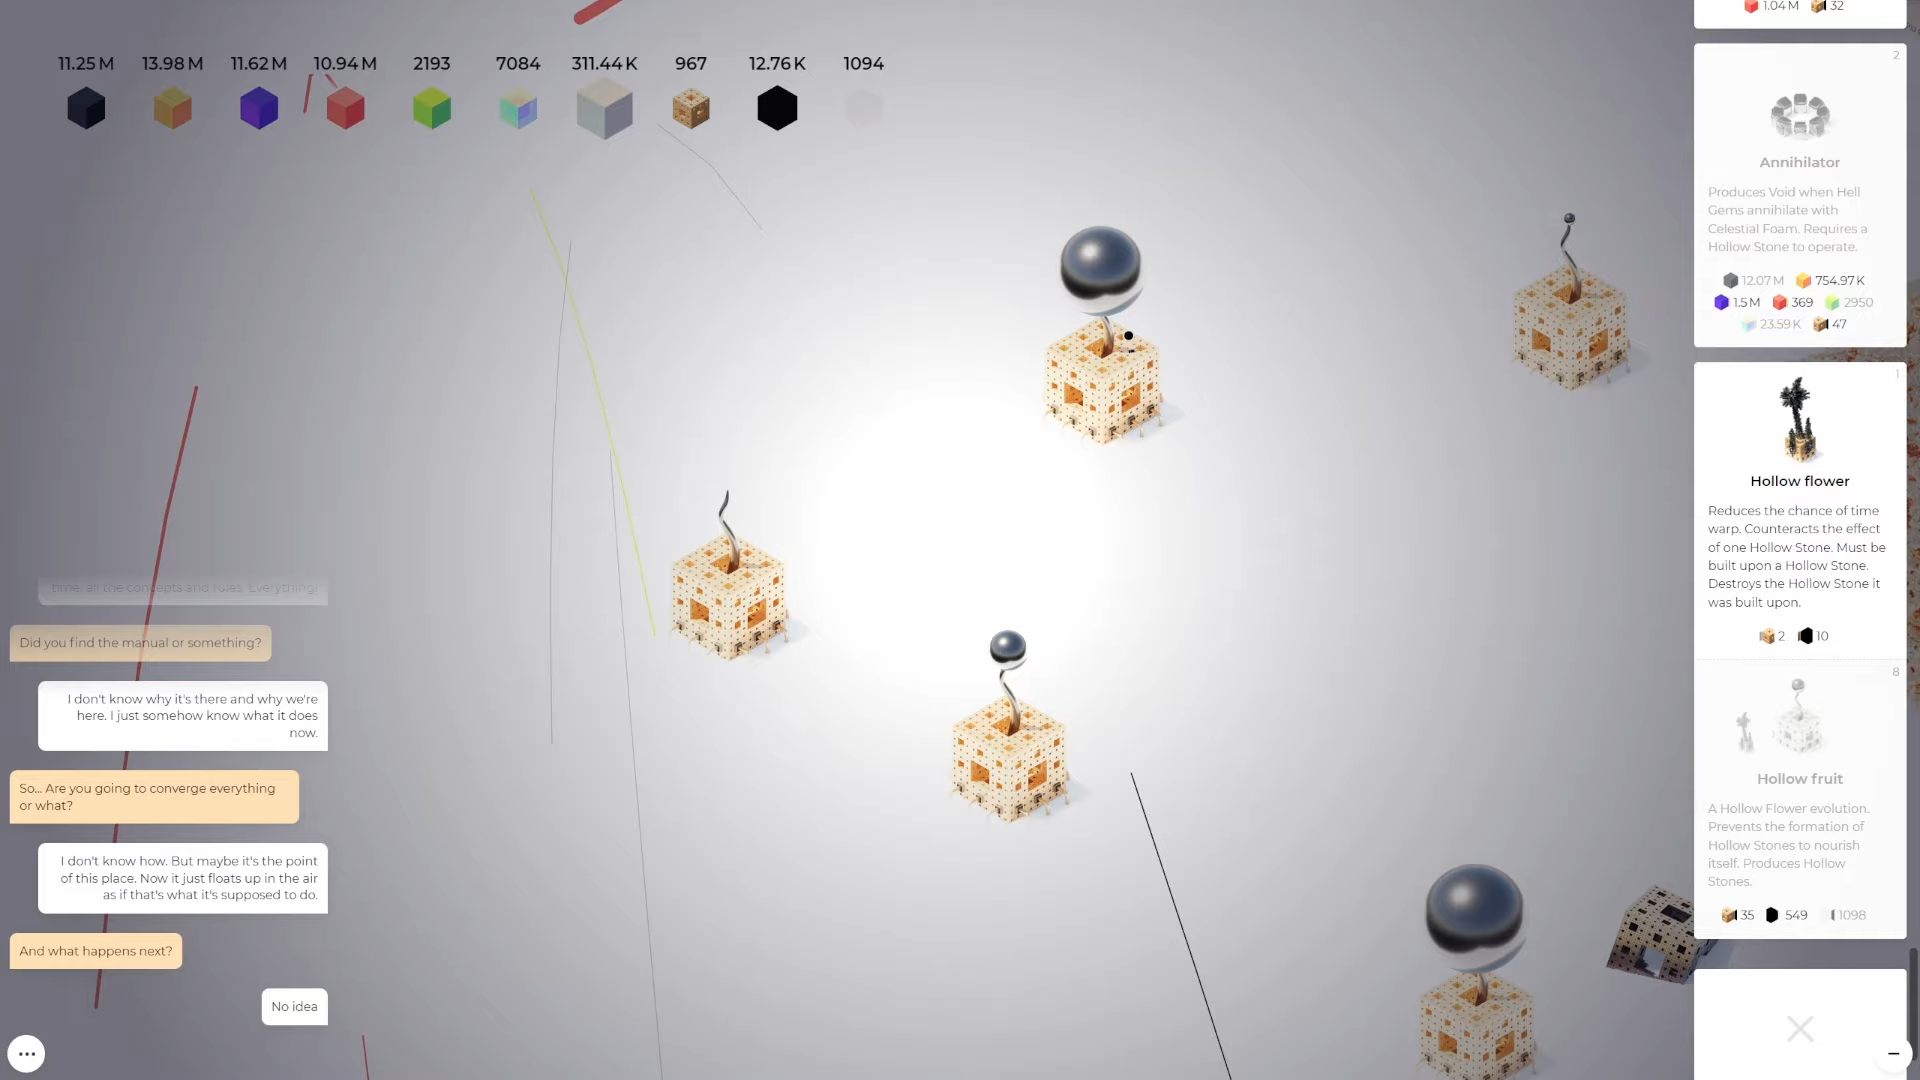 11.25 M 13.98 M 11.62 M 10.94 M 2193 7084 311.44 K 967 12.76 K 1094
time, all the concepts and rules. Everything!
Did you find the manual or something?
I don't know why it's there and why we're
here. I just somehow know what it does
now.
So... Are you going to converge everything
or what?
I don't know how. But maybe it's the point
of this place. Now it just floats up in the air
as if that's what it's supposed to do.
And what happens next?
No idea
1.04 M 32
2
Annihilator
Produces Void when Hell
Gems annihilate with
Celestial Foam. Requires a
Hollow Stone to operate.
12.07 M 754.97 K
1.5 M 369 2950
23.59 K 47
1
Hollow flower
Reduces the chance of time
warp. Counteracts the effect
of one Hollow Stone. Must be
built upon a Hollow Stone.
Destroys the Hollow Stone it
was built upon.
2 10
8
Hollow fruit
A Hollow Flower evolution.
Prevents the formation of
Hollow Stones to nourish
itself. Produces Hollow
Stones.
35 549 1098